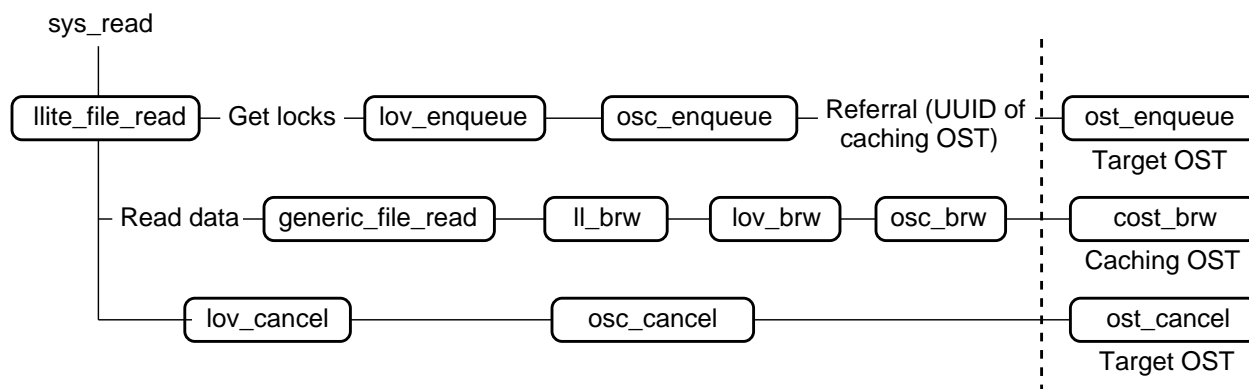 sys_read
llite_file_read
Get locks
lov_enqueue
osc_enqueue
Referral (UUID of
caching OST)
ost_enqueue
Target OST
Read data
generic_file_read
ll_brw
lov_brw
osc_brw
cost_brw
Caching OST
lov_cancel
osc_cancel
ost_cancel
Target OST